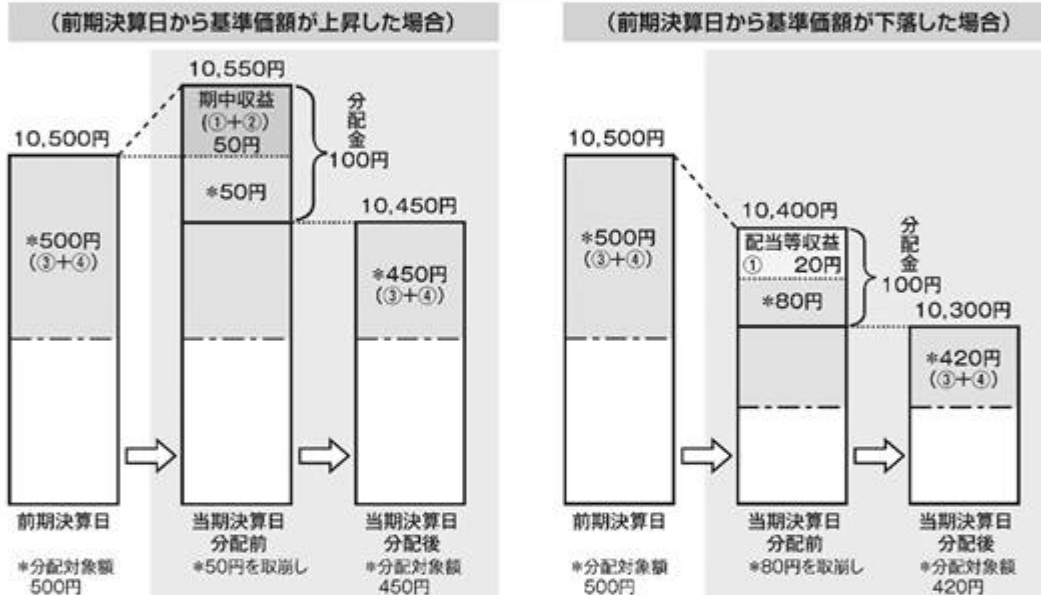 (前期決算日から基準価額が上昇した場合)
10,550円
期中収益
(①+②)
50円
*50円
分配金
100円
10,500円
*500円
(③+④)
10,450円
*450円
(③+④)
前期決算日
当期決算日
分配前
当期決算日
分配後
*分配対象額
500円
*50円を取崩し
*分配対象額
450円
(前期決算日から基準価額が下落した場合)
10,500円
*500円
(③+④)
10,400円
配当等収益
① 20円
*80円
分配金
100円
10,300円
*420円
(③+④)
前期決算日
当期決算日
分配前
当期決算日
分配後
*分配対象額
500円
*80円を取崩し
*分配対象額
420円